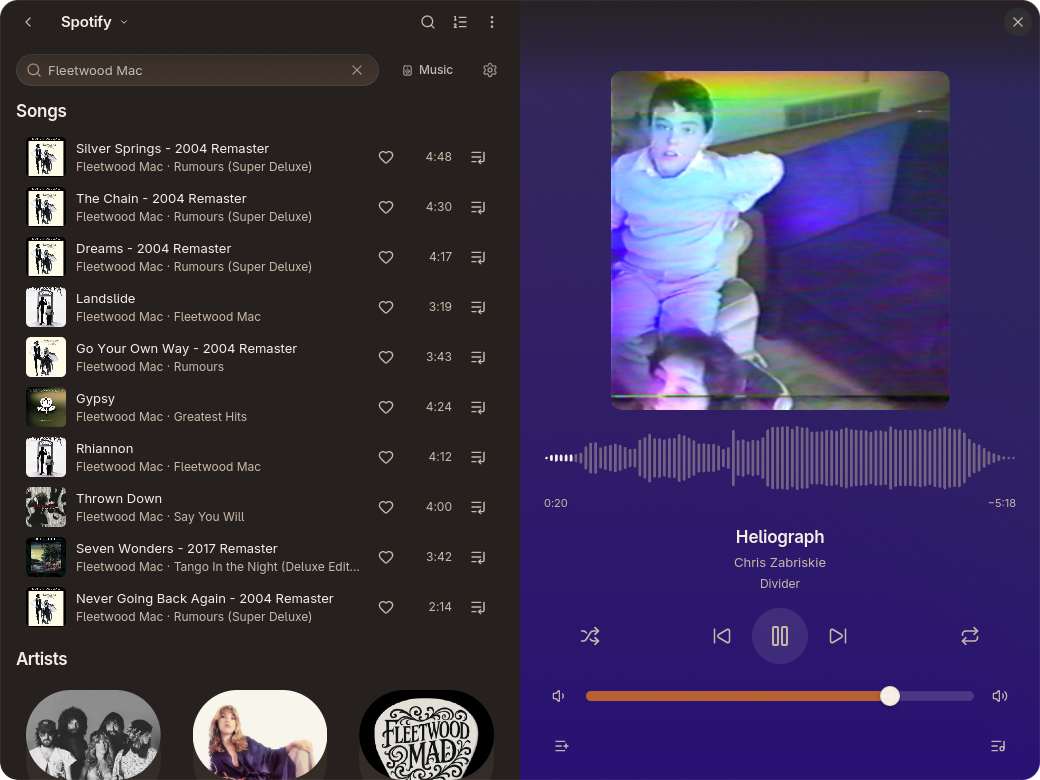 Spotify
Fleetwood Mac
Music
Songs
Silver Springs - 2004 Remaster
Fleetwood Mac · Rumours (Super Deluxe)
4:48
The Chain - 2004 Remaster
Fleetwood Mac · Rumours (Super Deluxe)
4:30
Dreams - 2004 Remaster
Fleetwood Mac · Rumours (Super Deluxe)
4:17
Landslide
Fleetwood Mac · Fleetwood Mac
3:19
Go Your Own Way - 2004 Remaster
Fleetwood Mac · Rumours
3:43
Gypsy
Fleetwood Mac · Greatest Hits
4:24
Rhiannon
Fleetwood Mac · Fleetwood Mac
4:12
Thrown Down
Fleetwood Mac · Say You Will
4:00
Seven Wonders - 2017 Remaster
Fleetwood Mac · Tango In the Night (Deluxe Edit...
3:42
Never Going Back Again - 2004 Remaster
Fleetwood Mac · Rumours (Super Deluxe)
2:14
Artists
FLEETWOOD
MAD
0:20
−5:18
Heliograph
Chris Zabriskie
Divider